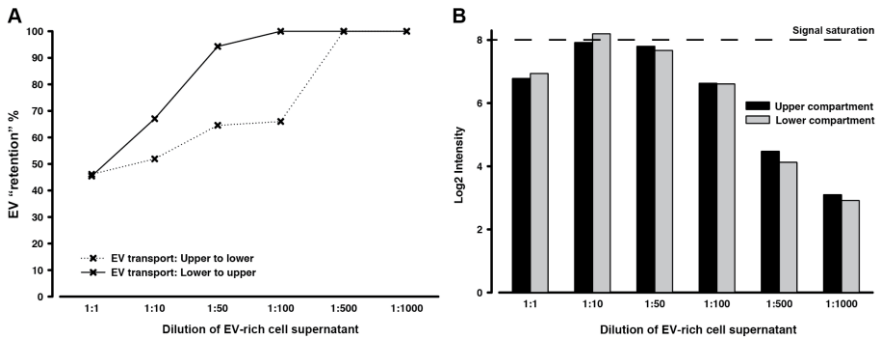 A
EV "retention" %
100
90
80
70
60
50
40
30
20
10
0
EV transport: Upper to lower
EV transport: Lower to upper
1:1 1:10 1:50 1:100 1:500 1:1000
Dilution of EV-rich cell supernatant
B
Log2 Intensity
8
6
4
2
0
Signal saturation
Upper compartment
Lower compartment
1:1 1:10 1:50 1:100 1:500 1:1000
Dilution of EV-rich cell supernatant